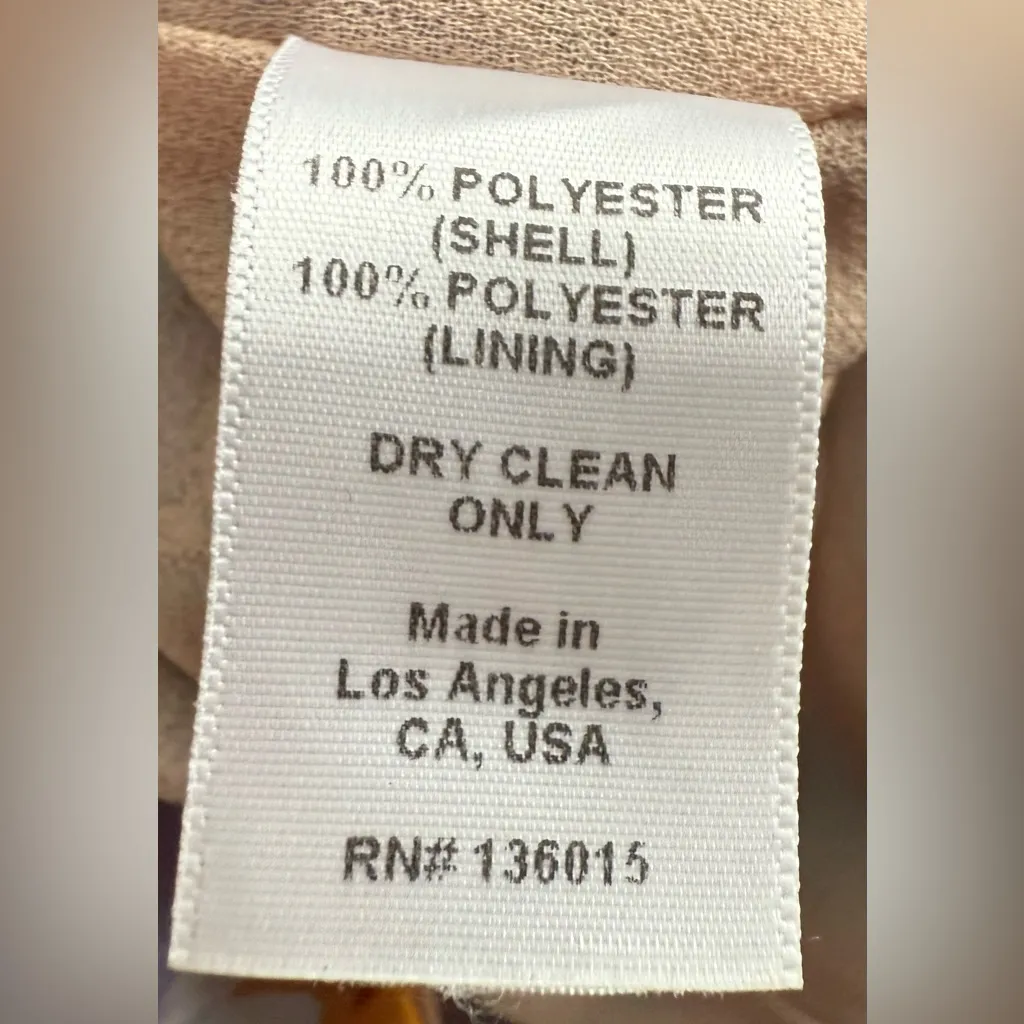 100% POLYESTER
(SHELL)
100% POLYESTER
(LINING)
DRY CLEAN
ONLY
Made in
Los Angeles,
CA, USA
RN# 136015